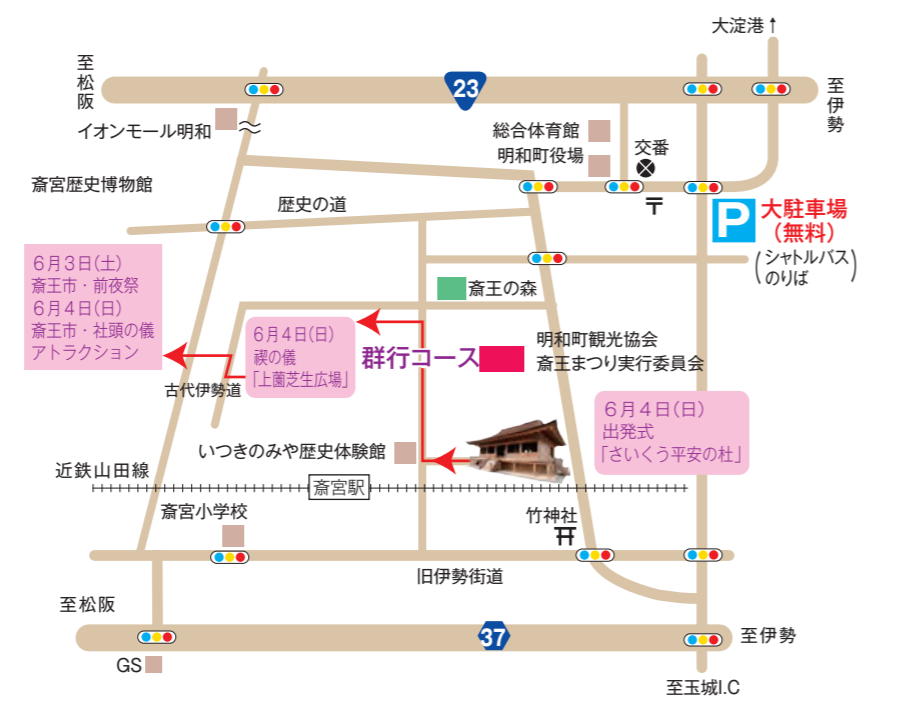 大淀港↑
至松阪
23
至伊勢
イオンモール明和
総合体育館
明和町役場
交番
〒
斎宮歴史博物館
歴史の道
P
大駐車場
(無料)
(シャトルバス
のりば)
6月3日(土)
斎王市・前夜祭
6月4日(日)
斎王市・社頭の儀
アトラクション
斎王の森
6月4日(日)
禊の儀
「上薗芝生広場」
群行コース
明和町観光協会
斎王まつり実行委員会
古代伊勢道
6月4日(日)
出発式
「さいくう平安の杜」
いつきのみや歴史体験館
近鉄山田線
斎宮駅
斎宮小学校
竹神社
旧伊勢街道
至松阪
37
至伊勢
GS
至玉城I.C